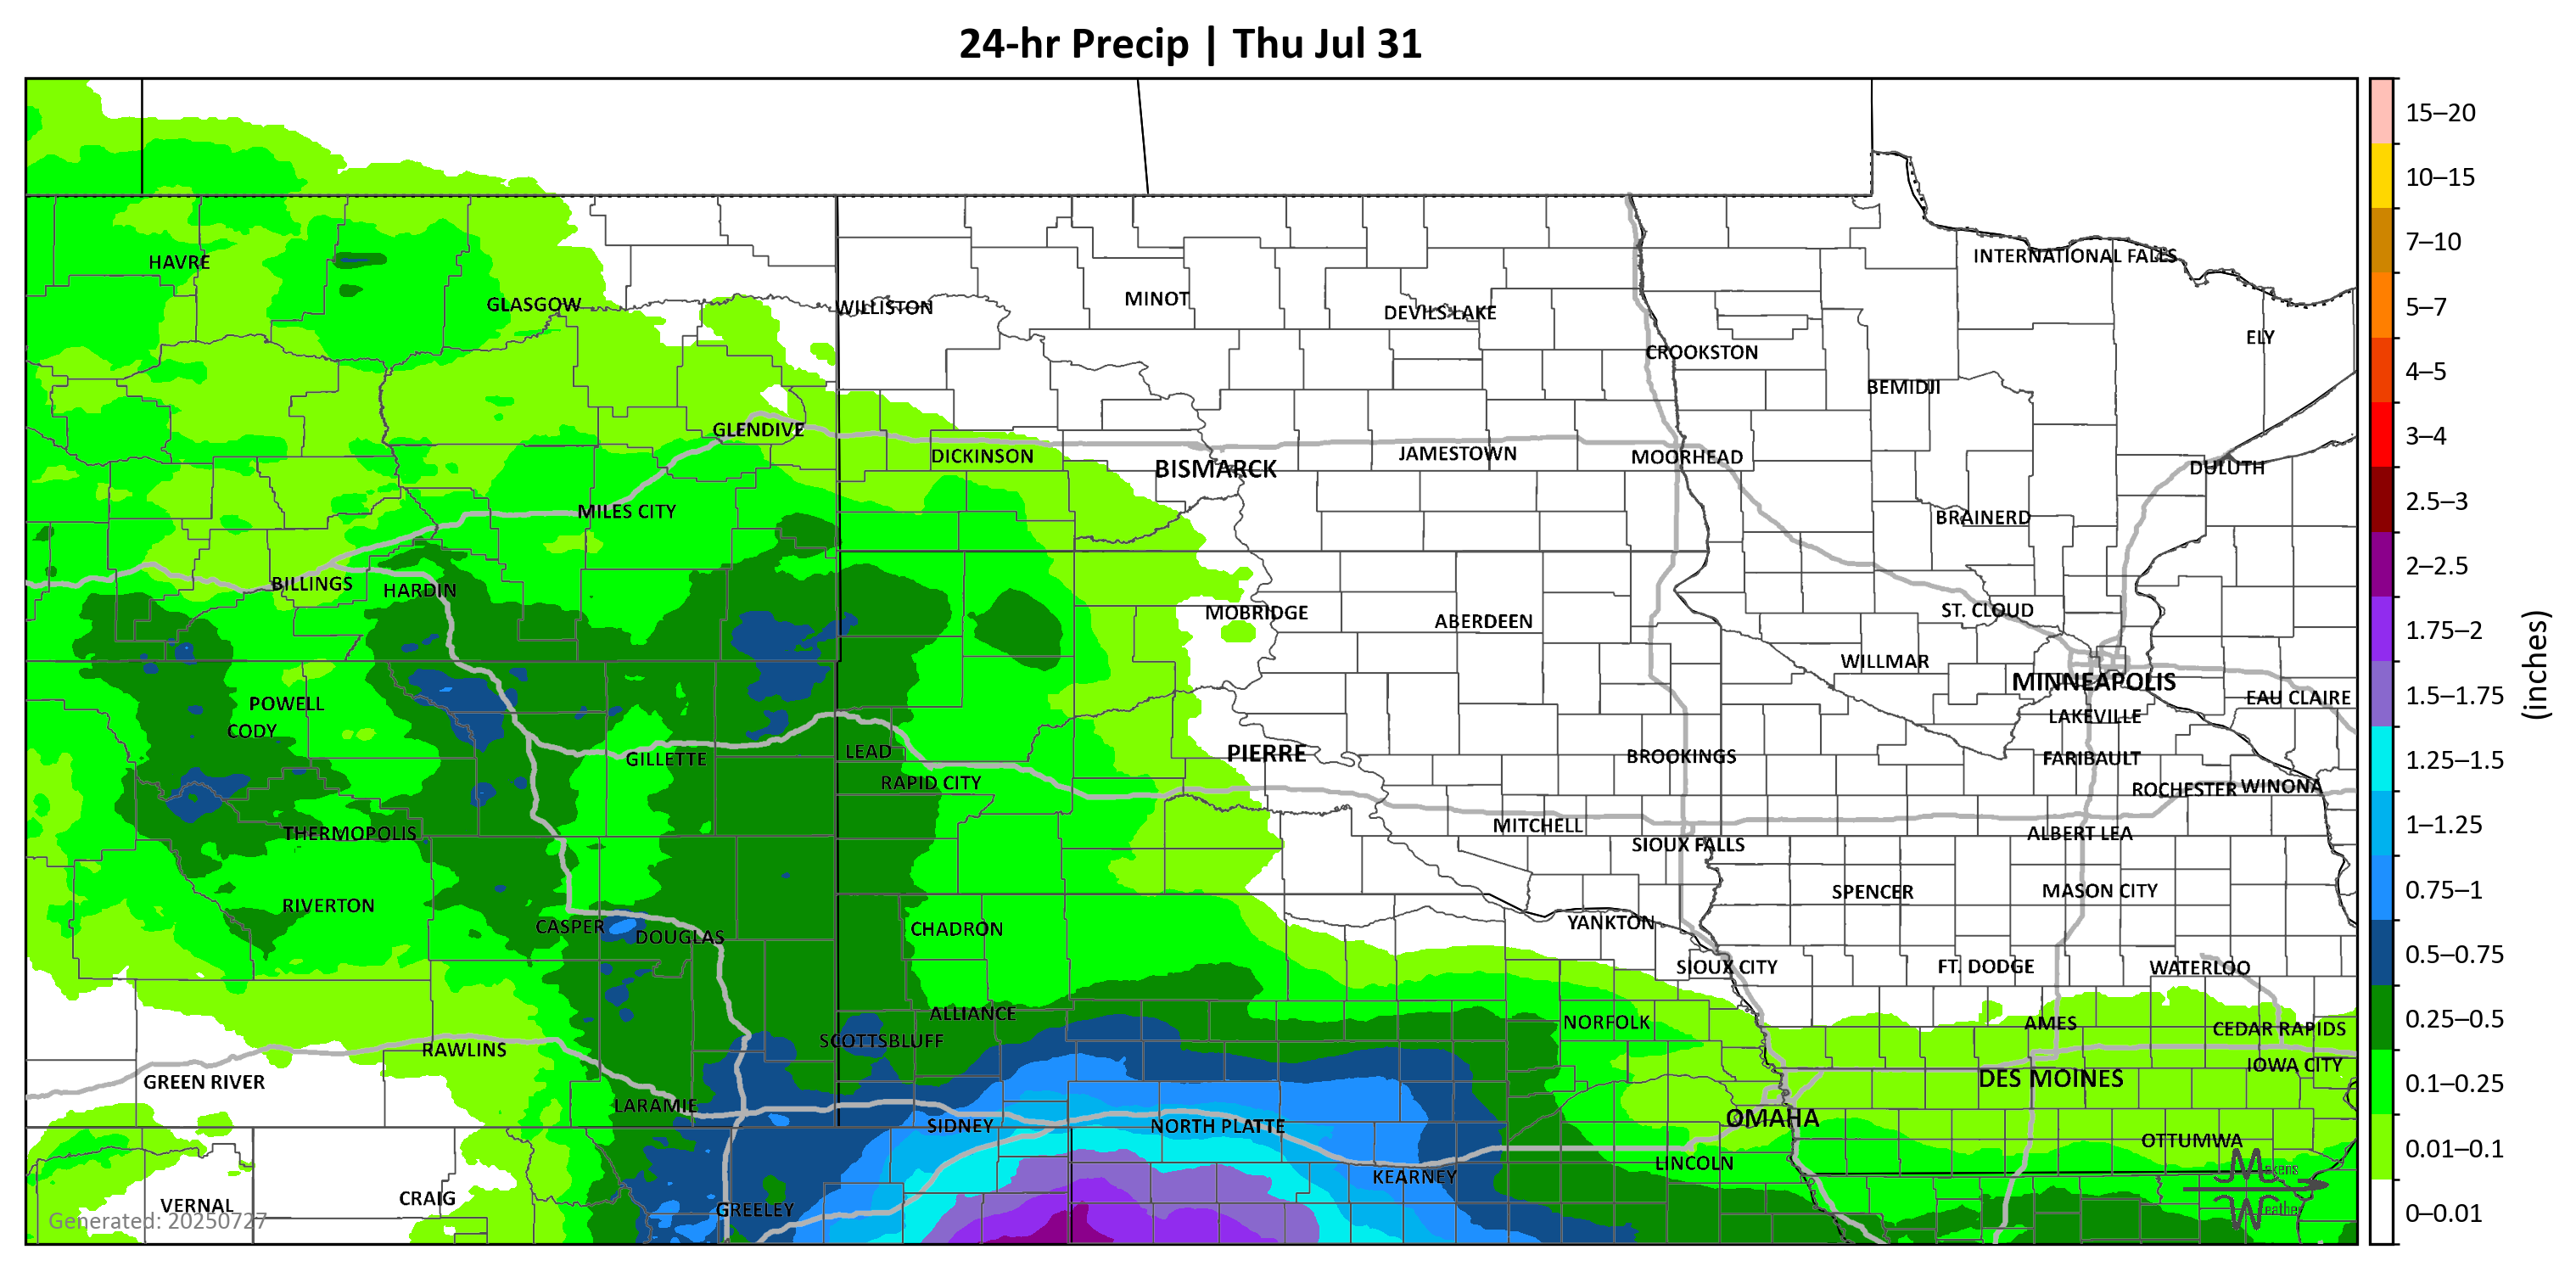 24-hr Precip | Thu Jul 31
15–20
10–15
7–10
5–7
4–5
3–4
2.5–3
2–2.5
1.75–2
1.5–1.75
1.25–1.5
1–1.25
0.75–1
0.5–0.75
0.25–0.5
0.1–0.25
0.01–0.1
0–0.01
(inches)
HAVRE
INTERNATIONAL FALLS
GLASGOW
WILLISTON
MINOT
DEVILS LAKE
ELY
CROOKSTON
BEMIDJI
GLENDIVE
DICKINSON
BISMARCK
JAMESTOWN
MOORHEAD
DULUTH
MILES CITY
BRAINERD
BILLINGS
HARDIN
MOBRIDGE
ABERDEEN
ST. CLOUD
WILLMAR
MINNEAPOLIS
EAU CLAIRE
POWELL
CODY
LAKEVILLE
GILLETTE
LEAD
PIERRE
BROOKINGS
FARIBAULT
RAPID CITY
ROCHESTER
WINONA
THERMOPOLIS
MITCHELL
SIOUX FALLS
ALBERT LEA
RIVERTON
SPENCER
MASON CITY
CASPER
DOUGLAS
CHADRON
YANKTON
SIOUX CITY
FT. DODGE
WATERLOO
ALLIANCE
NORFOLK
AMES
CEDAR RAPIDS
SCOTTSBLUFF
RAWLINS
IOWA CITY
GREEN RIVER
DES MOINES
LARAMIE
SIDNEY
NORTH PLATTE
OMAHA
OTTUMWA
LINCOLN
KEARNEY
VERNAL
CRAIG
GREELEY
Generated: 20250727
Makens
Weather